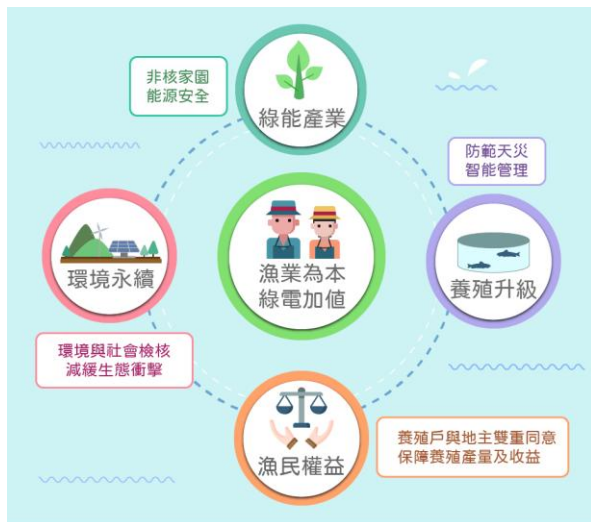 非核家園
能源安全
綠能產業
防範天災
智能管理
養殖升級
漁業為本
綠電加值
環境永續
環境與社會檢核
減緩生態衝擊
漁民權益
養殖戶與地主雙重同意
保障養殖產量及收益